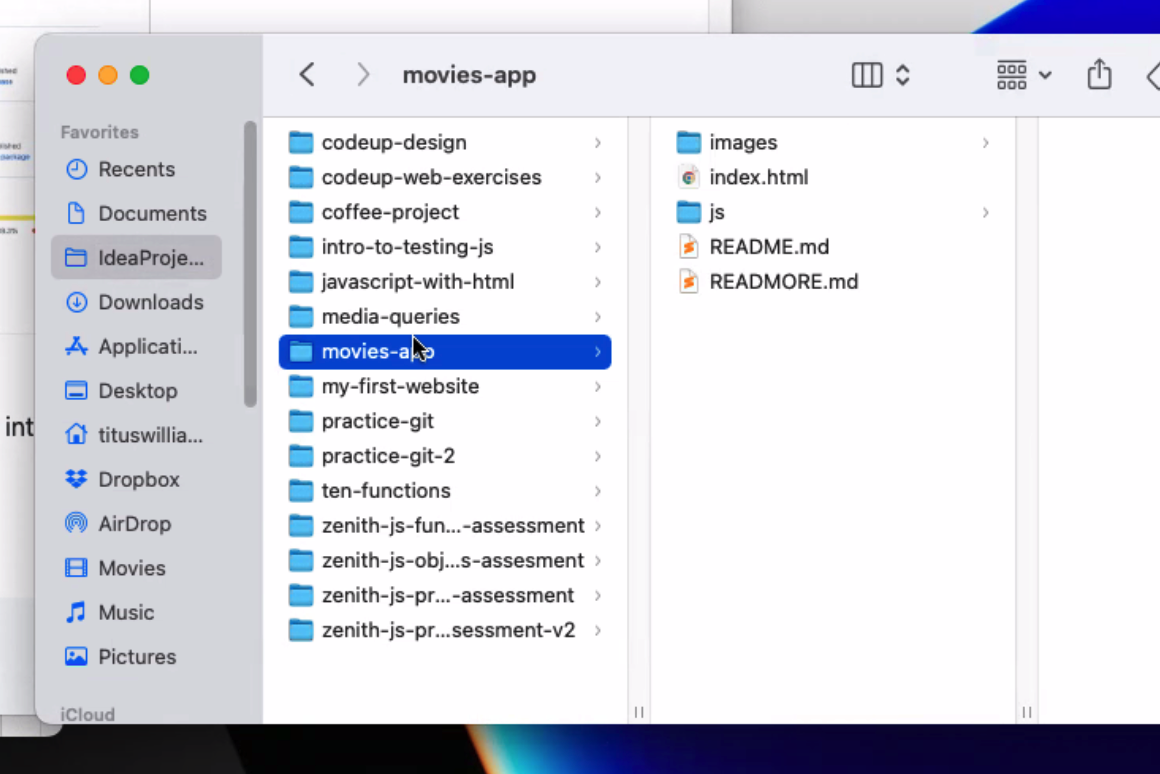 movies-app
Favorites
Recents
Documents
IdeaProje...
Downloads
Applicati...
Desktop
tituswillia...
Dropbox
AirDrop
Movies
Music
Pictures
iCloud
codeup-design
codeup-web-exercises
coffee-project
intro-to-testing-js
javascript-with-html
media-queries
movies-app
my-first-website
practice-git
practice-git-2
ten-functions
zenith-js-fun...-assessment
zenith-js-obj...s-assesment
zenith-js-pr...-assessment
zenith-js-pr...sessment-v2
images
index.html
js
README.md
READMORE.md
int